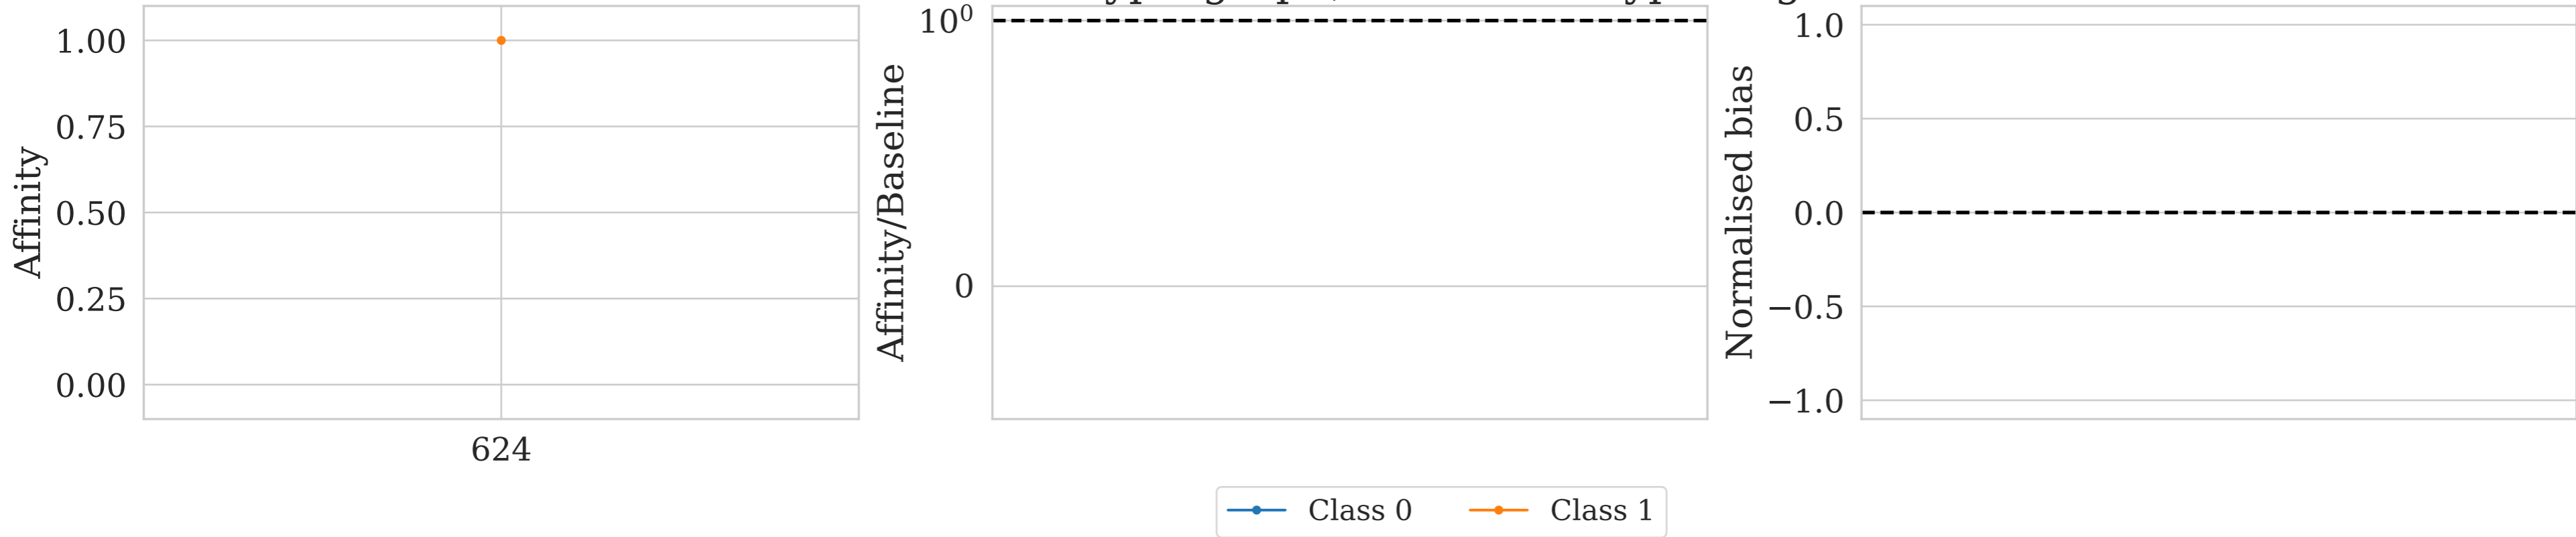 Affinity
1.00
0.75
0.50
0.25
0.00
624
Affinity/Baseline
10⁰
0
Normalised bias
1.0
0.5
0.0
−0.5
−1.0
Class 0
Class 1